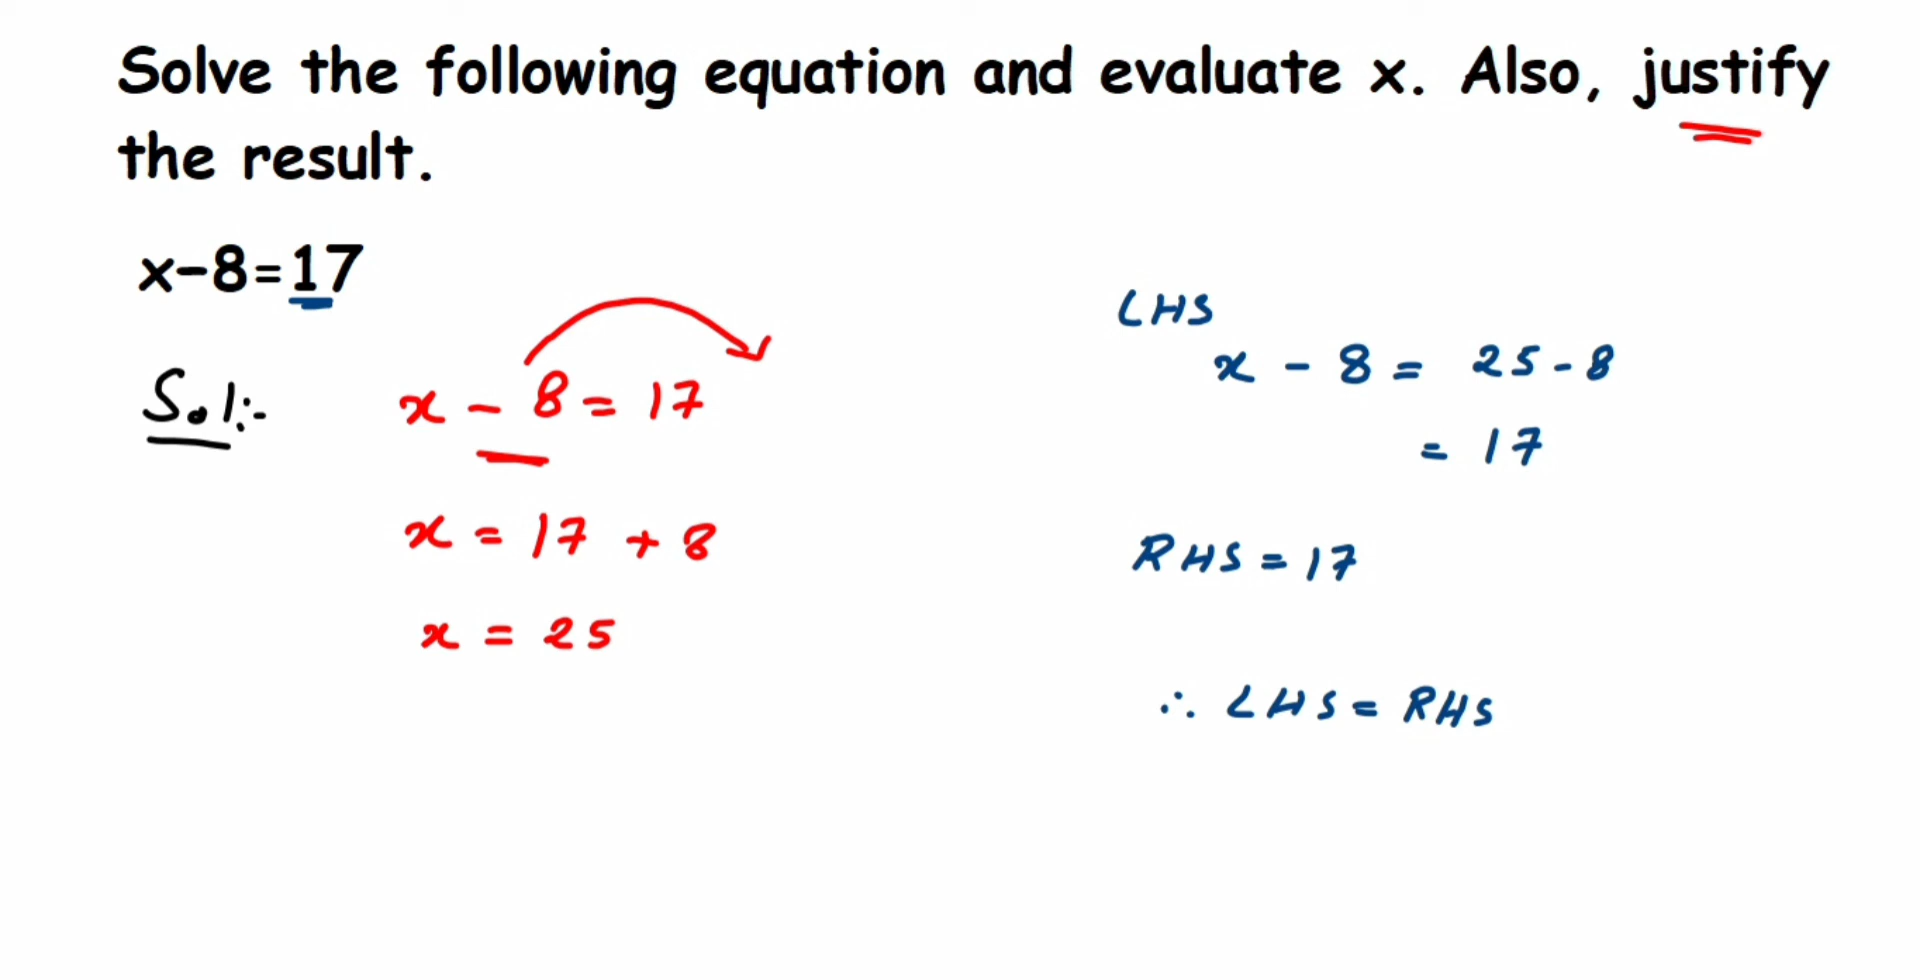 Solve the following equation and evaluate x. Also, justify
the result.
x-8=17
Sol:-
x - 8 = 17
x = 17 + 8
x = 25
LHS
x - 8 = 25 - 8
= 17
RHS = 17
∴ LHS = RHS